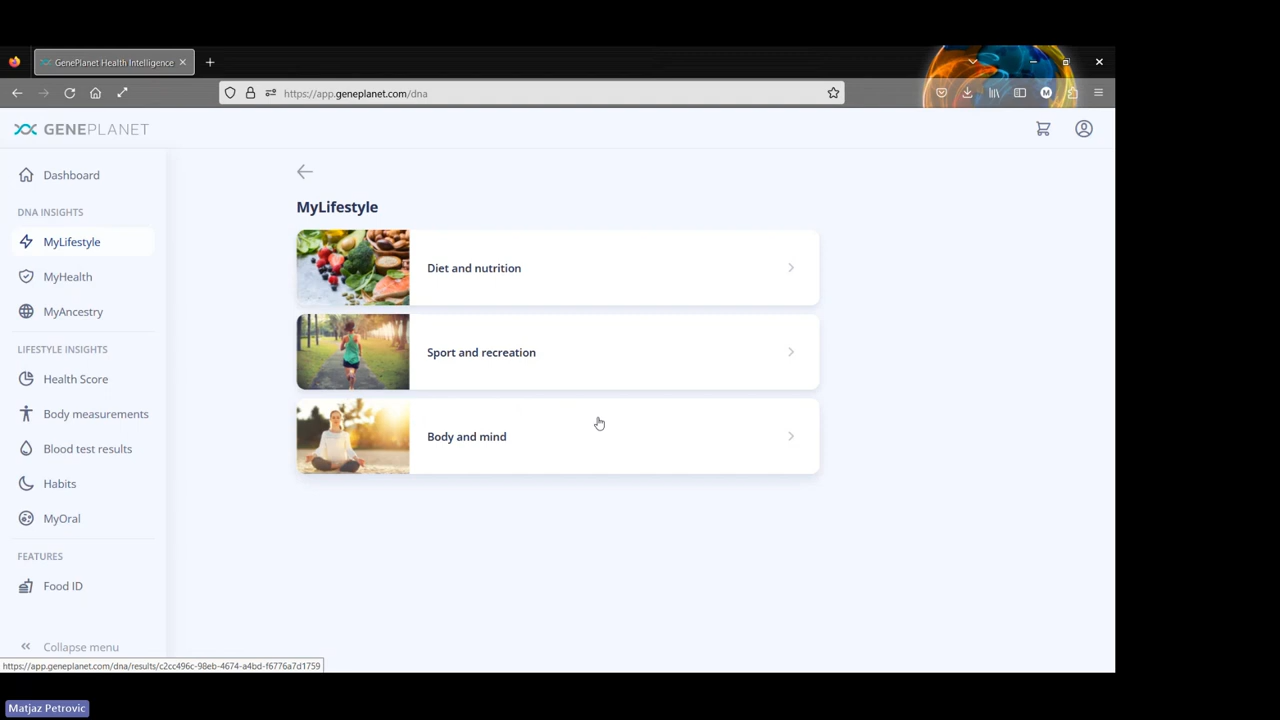 GenePlanet Health Intelligence
https://app.geneplanet.com/dna
M
GENEPLANET
Dashboard
DNA INSIGHTS
MyLifestyle
MyHealth
MyAncestry
LIFESTYLE INSIGHTS
Health Score
Body measurements
Blood test results
Habits
MyOral
FEATURES
Food ID
Collapse menu
MyLifestyle
Diet and nutrition
Sport and recreation
Body and mind
https://app.geneplanet.com/dna/results/c2cc496c-98eb-4674-a4bd-f6776a7d1759
Matjaz Petrovic